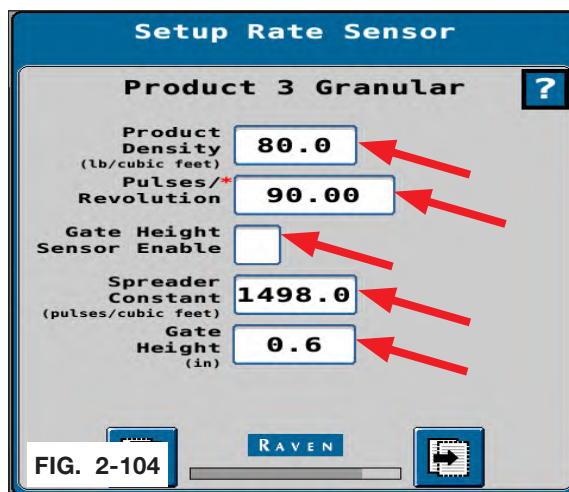 Setup Rate Sensor
Product 3 Granular
?
Product
Density
(lb/cubic feet)
80.0
Pulses/*
Revolution
90.00
Gate Height
Sensor Enable
Spreader
Constant
(pulses/cubic feet)
1498.0
Gate
Height
(in)
0.6
RAVEN
FIG. 2-104